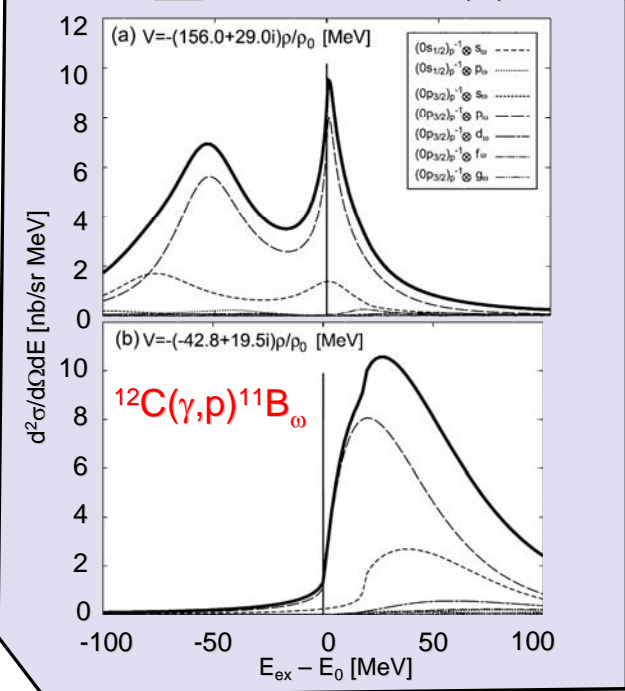 12
(a) V=-(156.0+29.0i)ρ/ρ₀ [MeV]
10
8
6
4
2
0
(0s₁/₂)ₚ⁻¹⊗ sω
(0s₁/₂)ₚ⁻¹⊗ pω
(0p₃/₂)ₚ⁻¹⊗ sω
(0p₃/₂)ₚ⁻¹⊗ pω
(0p₃/₂)ₚ⁻¹⊗ dω
(0p₃/₂)ₚ⁻¹⊗ fω
(0p₃/₂)ₚ⁻¹⊗ gω
d²σ/dΩdE [nb/sr MeV]
(b) V=-(-42.8+19.5i)ρ/ρ₀ [MeV]
10
¹²C(γ,p)¹¹Bω
8
6
4
2
0
-100 -50 0 50 100
Eₑₓ – E₀ [MeV]